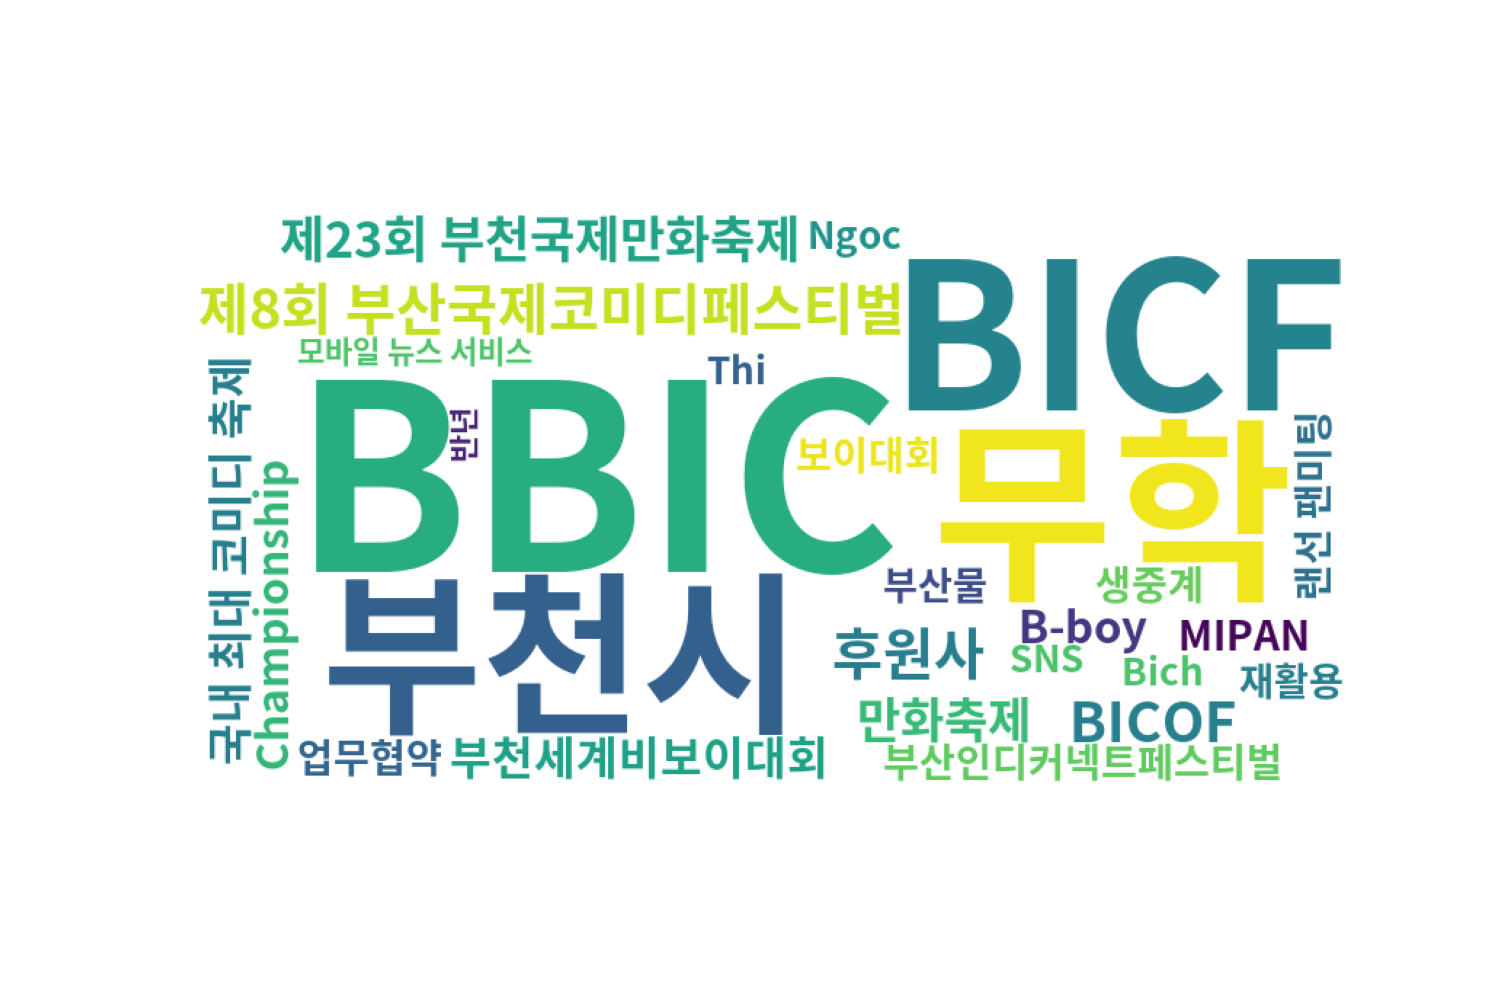 제23회 부천국제만화축제
Ngoc
제8회 부산국제코미디페스티벌
BICF
모바일 뉴스 서비스
Thi
국내 최대 코미디 축제
Championship
BBIC
반년
보이대회
무학
랜선 팬미팅
부천시
부산물
생중계
후원사
B-boy
MIPAN
SNS
Bich
재활용
만화축제
BICOF
업무협약
부천세계비보이대회
부산인디커넥트페스티벌